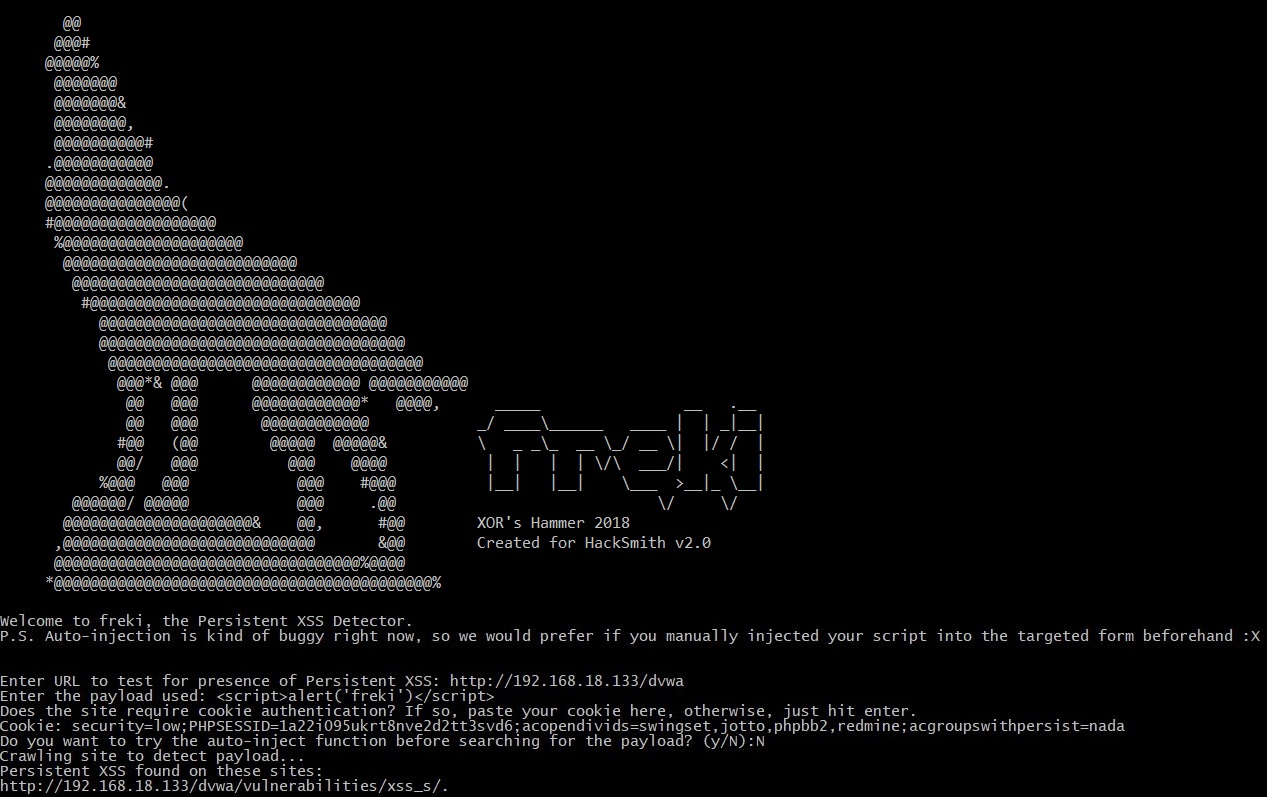 freki
XOR's Hammer 2018
Created for HackSmith v2.0
Welcome to freki, the Persistent XSS Detector.
P.S. Auto-injection is kind of buggy right now, so we would prefer if you manually injected your script into the targeted form beforehand :X
Enter URL to test for presence of Persistent XSS: http://192.168.18.133/dvwa
Enter the payload used: <script>alert('freki')</script>
Does the site require cookie authentication? If so, paste your cookie here, otherwise, just hit enter.
Cookie: security=low;PHPSESSID=1a22iO95ukrt8nve2d2tt3svd6;acopendivids=swingset,jotto,phpbb2,redmine;acgroupswithpersist=nada
Do you want to try the auto-inject function before searching for the payload? (y/N):N
Crawling site to detect payload...
Persistent XSS found on these sites:
http://192.168.18.133/dvwa/vulnerabilities/xss_s/.